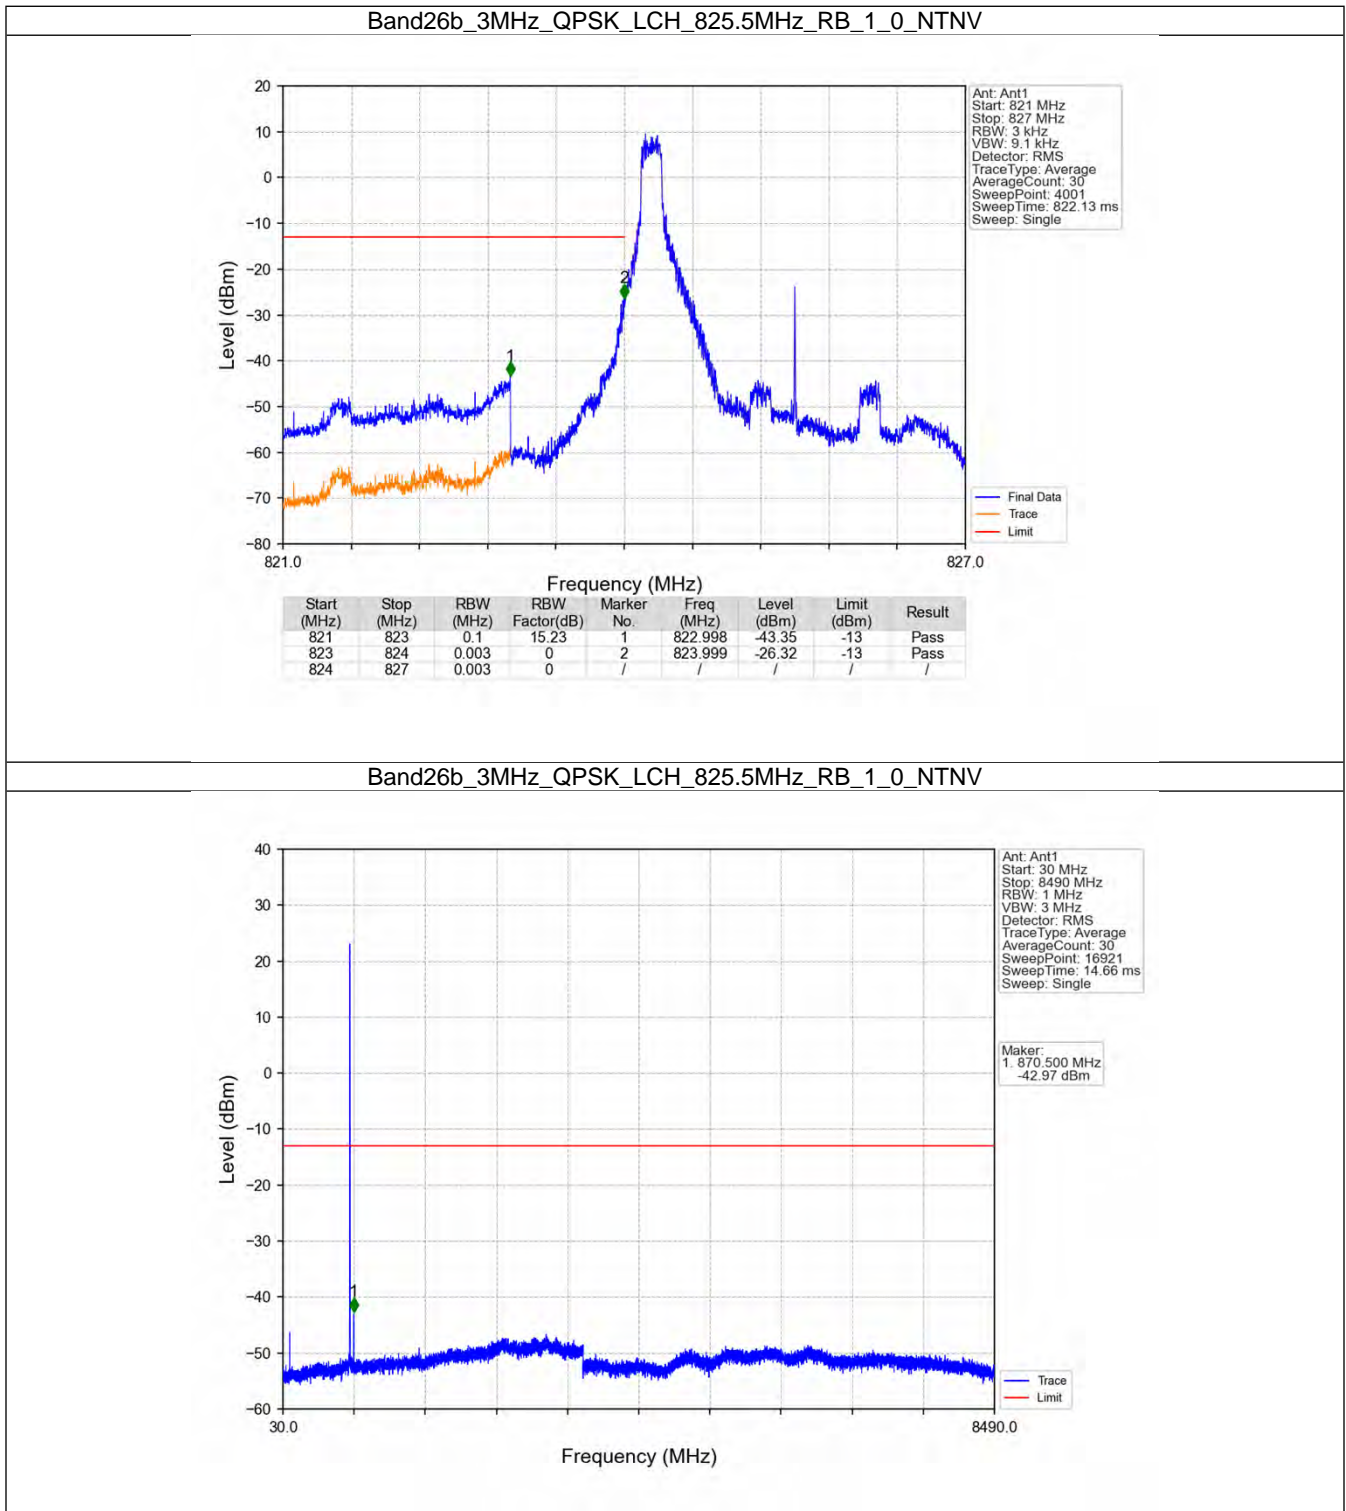 Band26b_3MHz_QPSK_LCH_825.5MHz_RB_1_0_NTNV
20
10
0
−10
−20
−30
−40
−50
−60
−70
−80
Level (dBm)
1
2
821.0
827.0
Frequency (MHz)
Ant: Ant1
Start: 821 MHz
Stop: 827 MHz
RBW: 3 kHz
VBW: 9.1 kHz
Detector: RMS
TraceType: Average
AverageCount: 30
SweepPoint: 4001
SweepTime: 822.13 ms
Sweep: Single
Final Data
Trace
Limit
Start (MHz) Stop (MHz) RBW (MHz) RBW Factor(dB) Marker No. Freq (MHz) Level (dBm) Limit (dBm) Result
821 823 0.1 15.23 1 822.998 -43.35 -13 Pass
823 824 0.003 0 2 823.999 -26.32 -13 Pass
824 827 0.003 0 / / / / /
Band26b_3MHz_QPSK_LCH_825.5MHz_RB_1_0_NTNV
40
30
20
10
0
−10
−20
−30
−40
−50
−60
Level (dBm)
1
30.0
8490.0
Frequency (MHz)
Ant: Ant1
Start: 30 MHz
Stop: 8490 MHz
RBW: 1 MHz
VBW: 3 MHz
Detector: RMS
TraceType: Average
AverageCount: 30
SweepPoint: 16921
SweepTime: 14.66 ms
Sweep: Single
Maker:
1. 870.500 MHz
-42.97 dBm
Trace
Limit